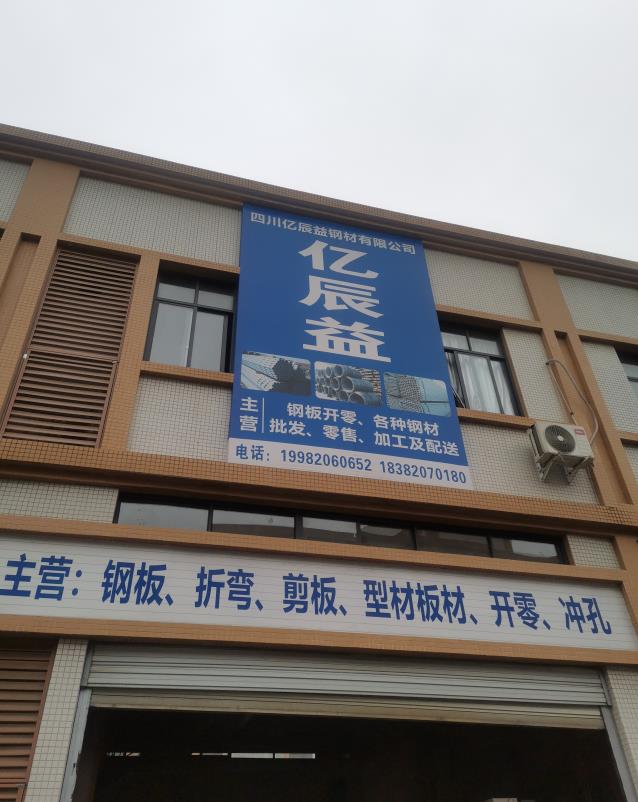 四川亿辰益钢材有限公司
亿辰益
主营
钢板开零、各种钢材
批发、零售、加工及配送
电话：19982060652 18382070180
主营：钢板、折弯、剪板、型材板材、开零、冲孔